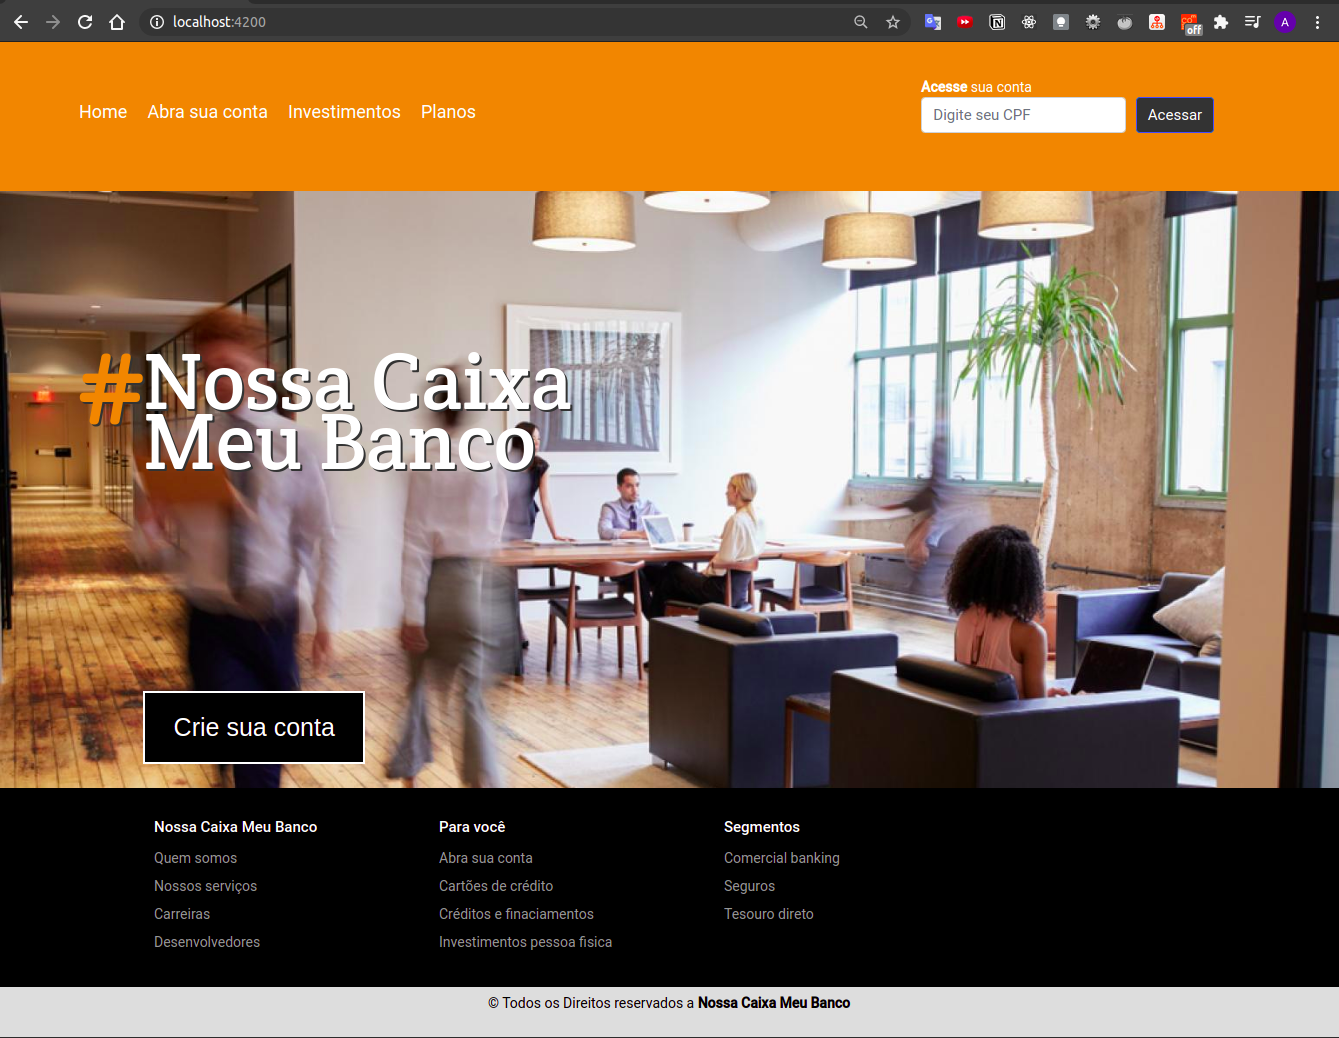 localhost:4200
off
A
Home Abra sua conta Investimentos Planos
Acesse sua conta
Digite seu CPF Acessar
#Nossa Caixa
Meu Banco
Crie sua conta
Nossa Caixa Meu Banco
Quem somos
Nossos serviços
Carreiras
Desenvolvedores
Para você
Abra sua conta
Cartões de crédito
Créditos e finaciamentos
Investimentos pessoa fisica
Segmentos
Comercial banking
Seguros
Tesouro direto
© Todos os Direitos reservados a Nossa Caixa Meu Banco